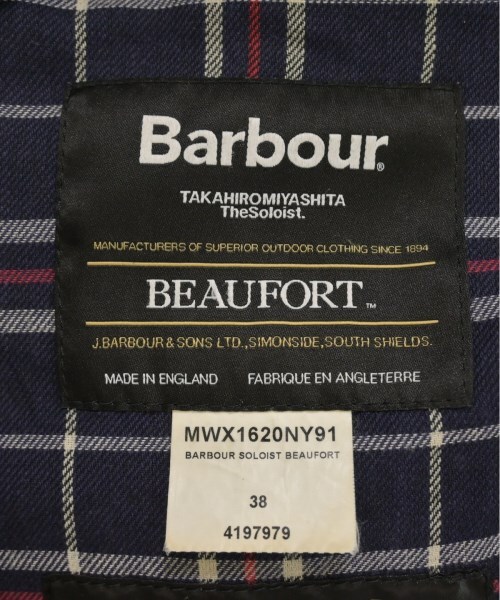 Barbour®
TAKAHIROMIYASHITA
TheSoloist.
MANUFACTURERS OF SUPERIOR OUTDOOR CLOTHING SINCE 1894
BEAUFORT™
J.BARBOUR & SONS LTD., SIMONSIDE, SOUTH SHIELDS.
MADE IN ENGLAND FABRIQUE EN ANGLETERRE
MWX1620NY91
BARBOUR SOLOIST BEAUFORT
38
4197979